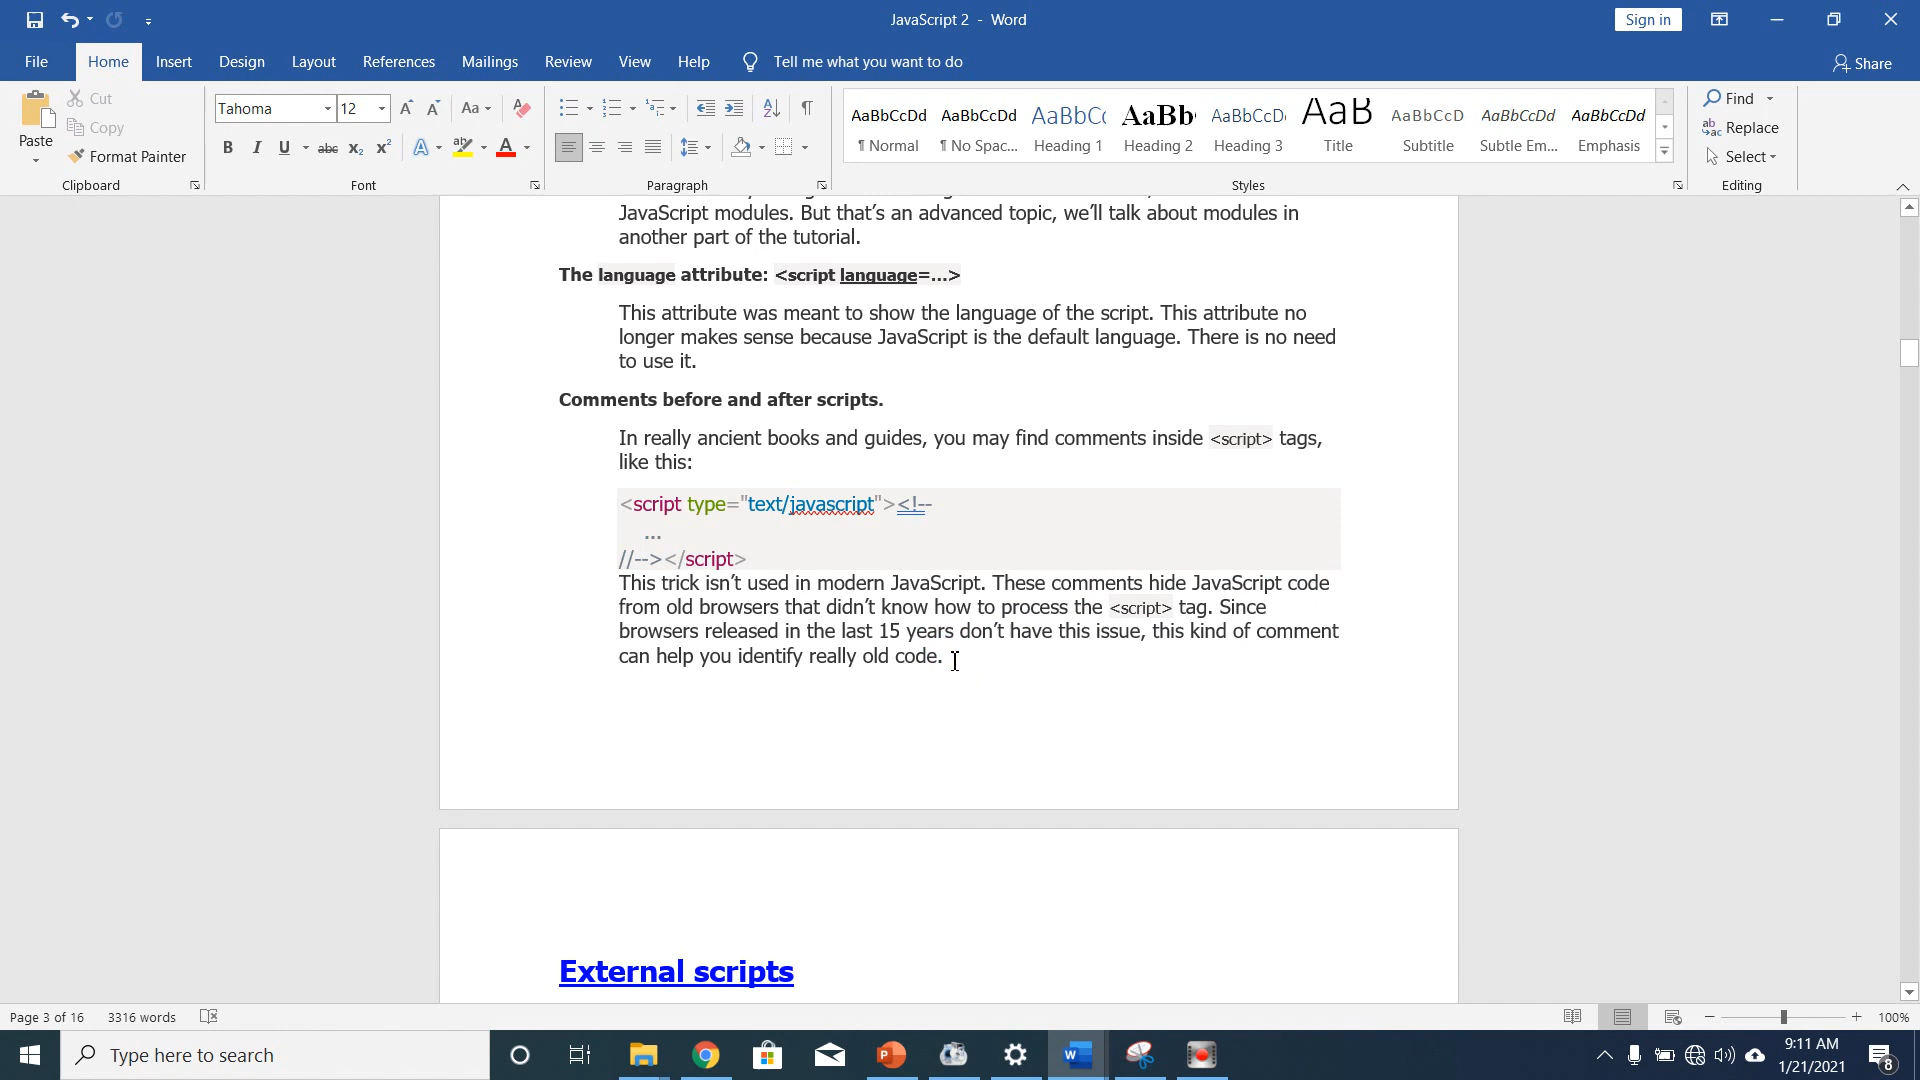 JavaScript 2 - Word
Sign in
File Home Insert Design Layout References Mailings Review View Help Tell me what you want to do
Share
Paste
Cut
Copy
Format Painter
Clipboard
Tahoma 12
Font
Paragraph
AaBbCcDd AaBbCcDd AaBbC( AaBb( AaBbCcD( AaB AaBbCcD AaBbCcDd AaBbCcDd
¶ Normal ¶ No Spac... Heading 1 Heading 2 Heading 3 Title Subtitle Subtle Em... Emphasis
Styles
Find
Replace
Select
Editing
JavaScript modules. But that’s an advanced topic, we’ll talk about modules in
another part of the tutorial.
The language attribute: <script language=…>
This attribute was meant to show the language of the script. This attribute no
longer makes sense because JavaScript is the default language. There is no need
to use it.
Comments before and after scripts.
In really ancient books and guides, you may find comments inside <script> tags,
like this:
<script type="text/javascript"><!--
...
//--></script>
This trick isn’t used in modern JavaScript. These comments hide JavaScript code
from old browsers that didn’t know how to process the <script> tag. Since
browsers released in the last 15 years don’t have this issue, this kind of comment
can help you identify really old code.
External scripts
Page 3 of 16 3316 words
100%
Type here to search
9:11 AM
1/21/2021
8